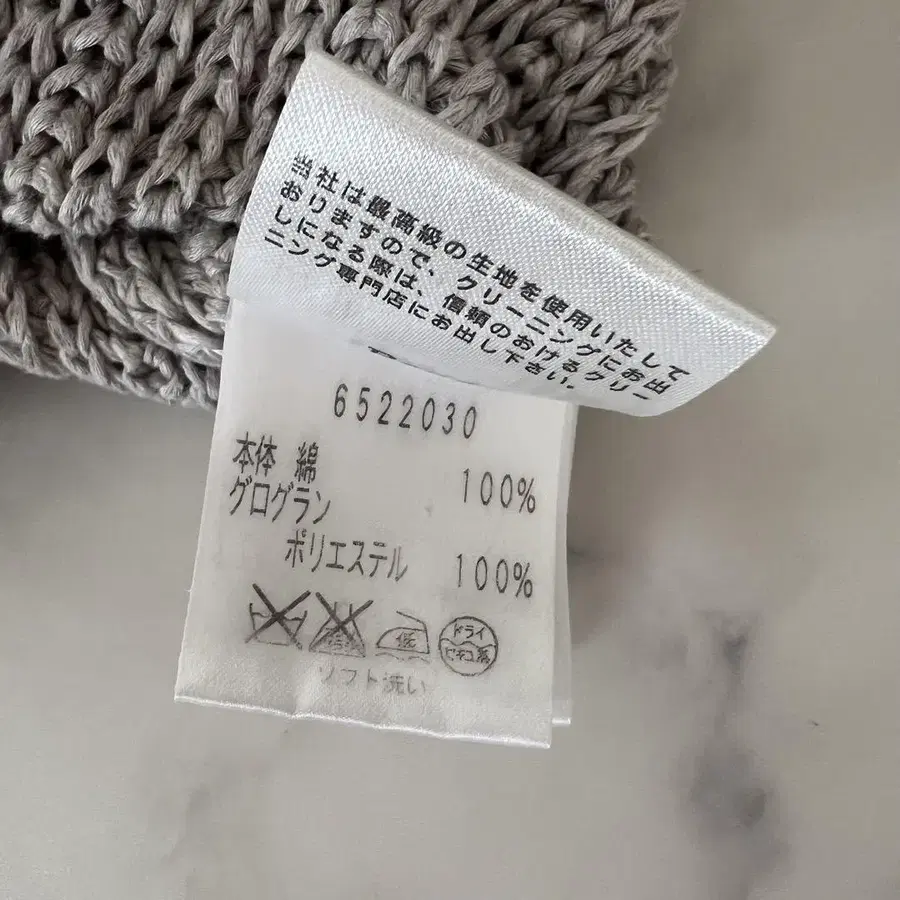 当社は最高級の生地を使用いたして
おりますので、クリーニングにお出
しになる際は、信頼のおけるクリー
ニング専門店にお出し下さい。
6522030
本体 綿 100%
グログラン
ポリエステル 100%
低
ドライ
セキユ系
ソフト洗い